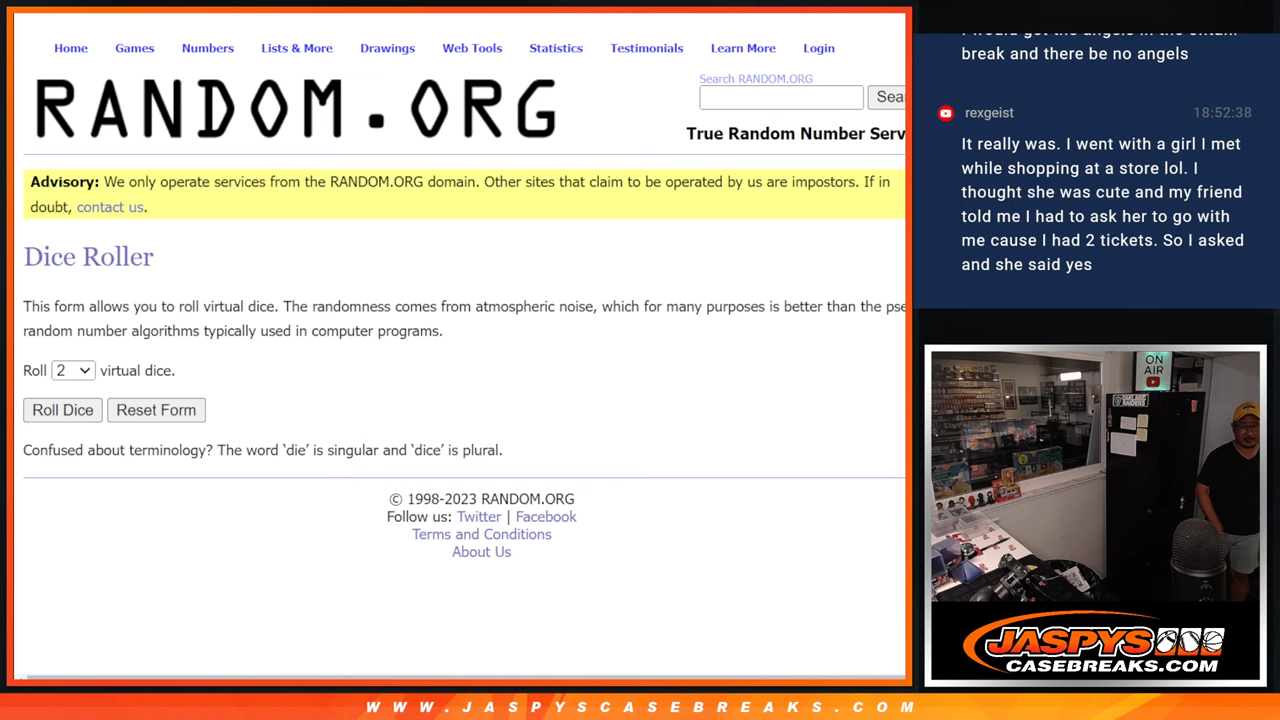 Home Games Numbers Lists & More Drawings Web Tools Statistics Testimonials Learn More Login
RANDOM.ORG
Search RANDOM.ORG
True Random Number Serv
Advisory: We only operate services from the RANDOM.ORG domain. Other sites that claim to be operated by us are impostors. If in
doubt, contact us.
Dice Roller
This form allows you to roll virtual dice. The randomness comes from atmospheric noise, which for many purposes is better than the pse
random number algorithms typically used in computer programs.
Roll 2 virtual dice.
Roll Dice Reset Form
Confused about terminology? The word ‘die’ is singular and ‘dice’ is plural.
© 1998-2023 RANDOM.ORG
Follow us: Twitter | Facebook
Terms and Conditions
About Us
break and there be no angels
rexgeist 18:52:38
It really was. I went with a girl I met
while shopping at a store lol. I
thought she was cute and my friend
told me I had to ask her to go with
me cause I had 2 tickets. So I asked
and she said yes
ON
AIR
OAKLAND
RAIDERS
JASPYS
CASEBREAKS.COM
WWW.JASPYSCASEBREAKS.COM